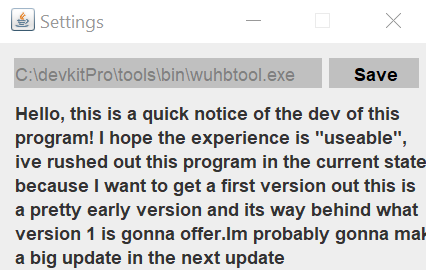 Settings
C:\devkitPro\tools\bin\wuhbtool.exe
Save
Hello, this is a quick notice of the dev of this
program! I hope the experience is "useable",
ive rushed out this program in the current state
because I want to get a first version out this is
a pretty early version and its way behind what
version 1 is gonna offer.Im probably gonna mak
a big update in the next update